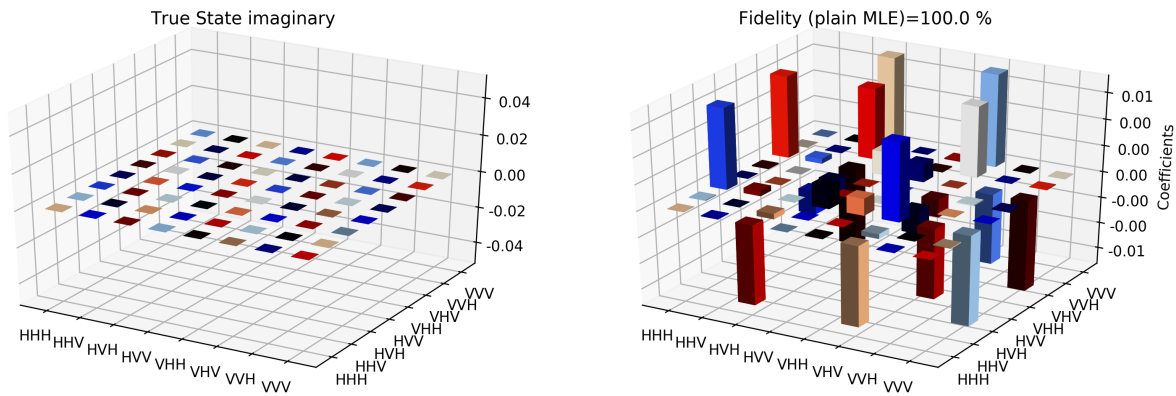 True State imaginary
0.04
0.02
0.00
-0.02
-0.04
HHH
HHV
HVH
HVV
VHH
VHV
VVH
VVV
HHH
HHV
HVH
HVV
VHH
VHV
VVH
VVV
Fidelity (plain MLE)=100.0 %
0.01
0.00
0.00
0.00
-0.00
-0.00
-0.01
Coefficients
HHH
HHV
HVH
HVV
VHH
VHV
VVH
VVV
HHH
HHV
HVH
HVV
VHH
VHV
VVH
VVV